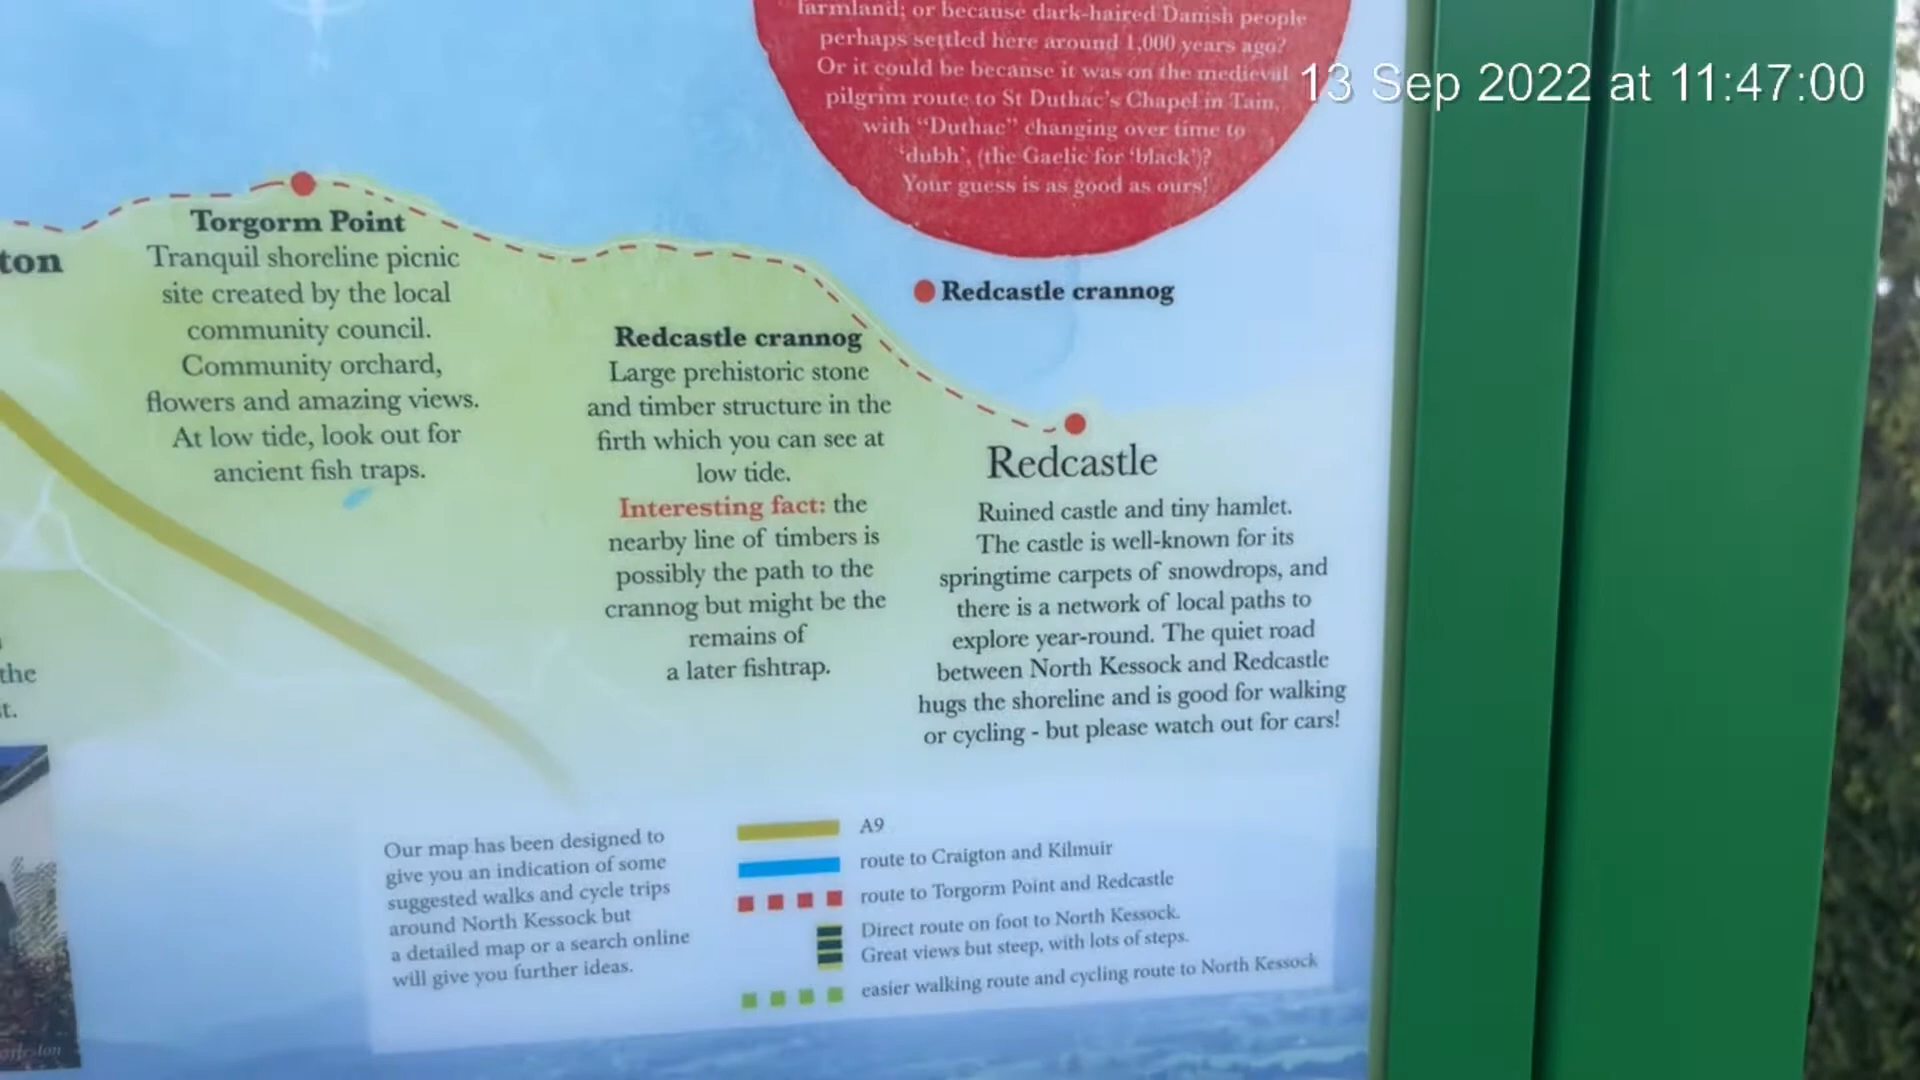 farmland; or because dark-haired Danish people
perhaps settled here around 1,000 years ago?
Or it could be because it was on the medieval
pilgrim route to St Duthac's Chapel in Tain,
with "Duthac" changing over time to
'dubh', (the Gaelic for 'black')?
Your guess is as good as ours!
13 Sep 2022 at 11:47:00
ton
Torgorm Point
Tranquil shoreline picnic
site created by the local
community council.
Community orchard,
flowers and amazing views.
At low tide, look out for
ancient fish traps.
Redcastle crannog
Redcastle crannog
Large prehistoric stone
and timber structure in the
firth which you can see at
low tide.
Interesting fact: the
nearby line of timbers is
possibly the path to the
crannog but might be the
remains of
a later fishtrap.
Redcastle
Ruined castle and tiny hamlet.
The castle is well-known for its
springtime carpets of snowdrops, and
there is a network of local paths to
explore year-round. The quiet road
between North Kessock and Redcastle
hugs the shoreline and is good for walking
or cycling - but please watch out for cars!
the
t.
Our map has been designed to
give you an indication of some
suggested walks and cycle trips
around North Kessock but
a detailed map or a search online
will give you further ideas.
A9
route to Craigton and Kilmuir
route to Torgorm Point and Redcastle
Direct route on foot to North Kessock.
Great views but steep, with lots of steps.
easier walking route and cycling route to North Kessock